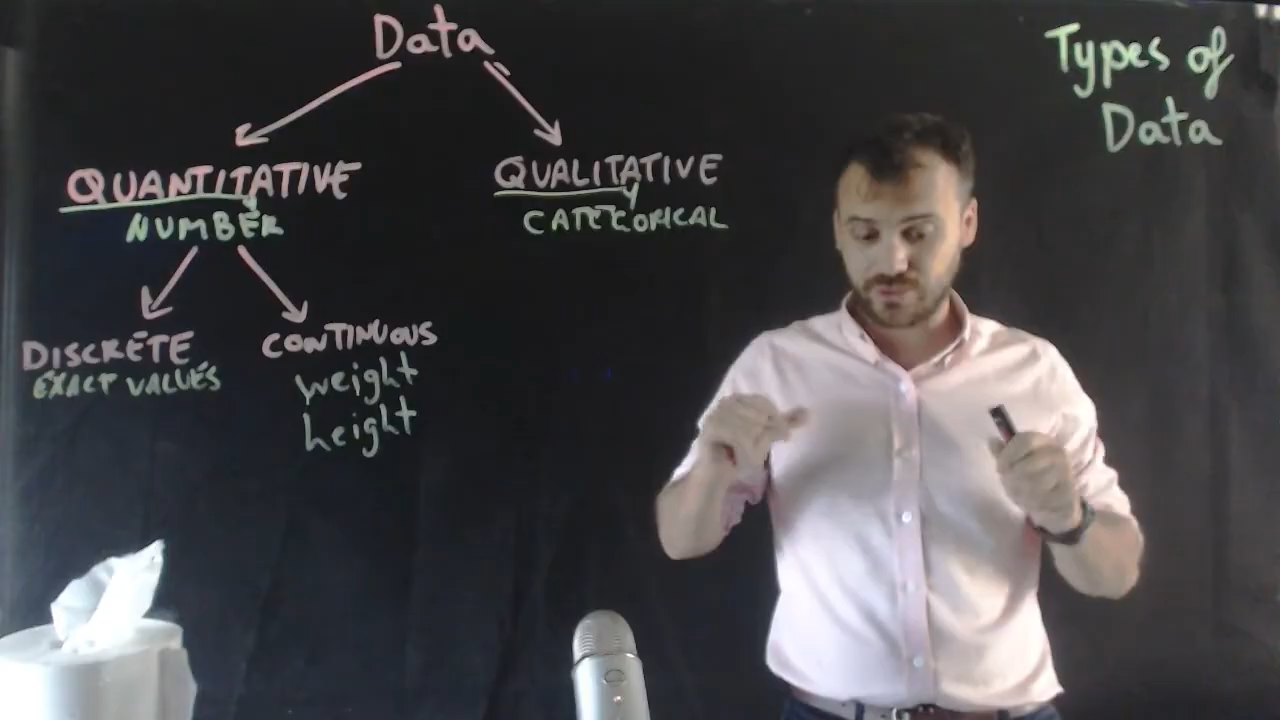 Data
Types of
Data
QUANTITATIVE
QUALITATIVE
y
y
NUMBER
CATEGORICAL
DISCRETE
CONTINUOUS
EXACT VALUES
weight
height